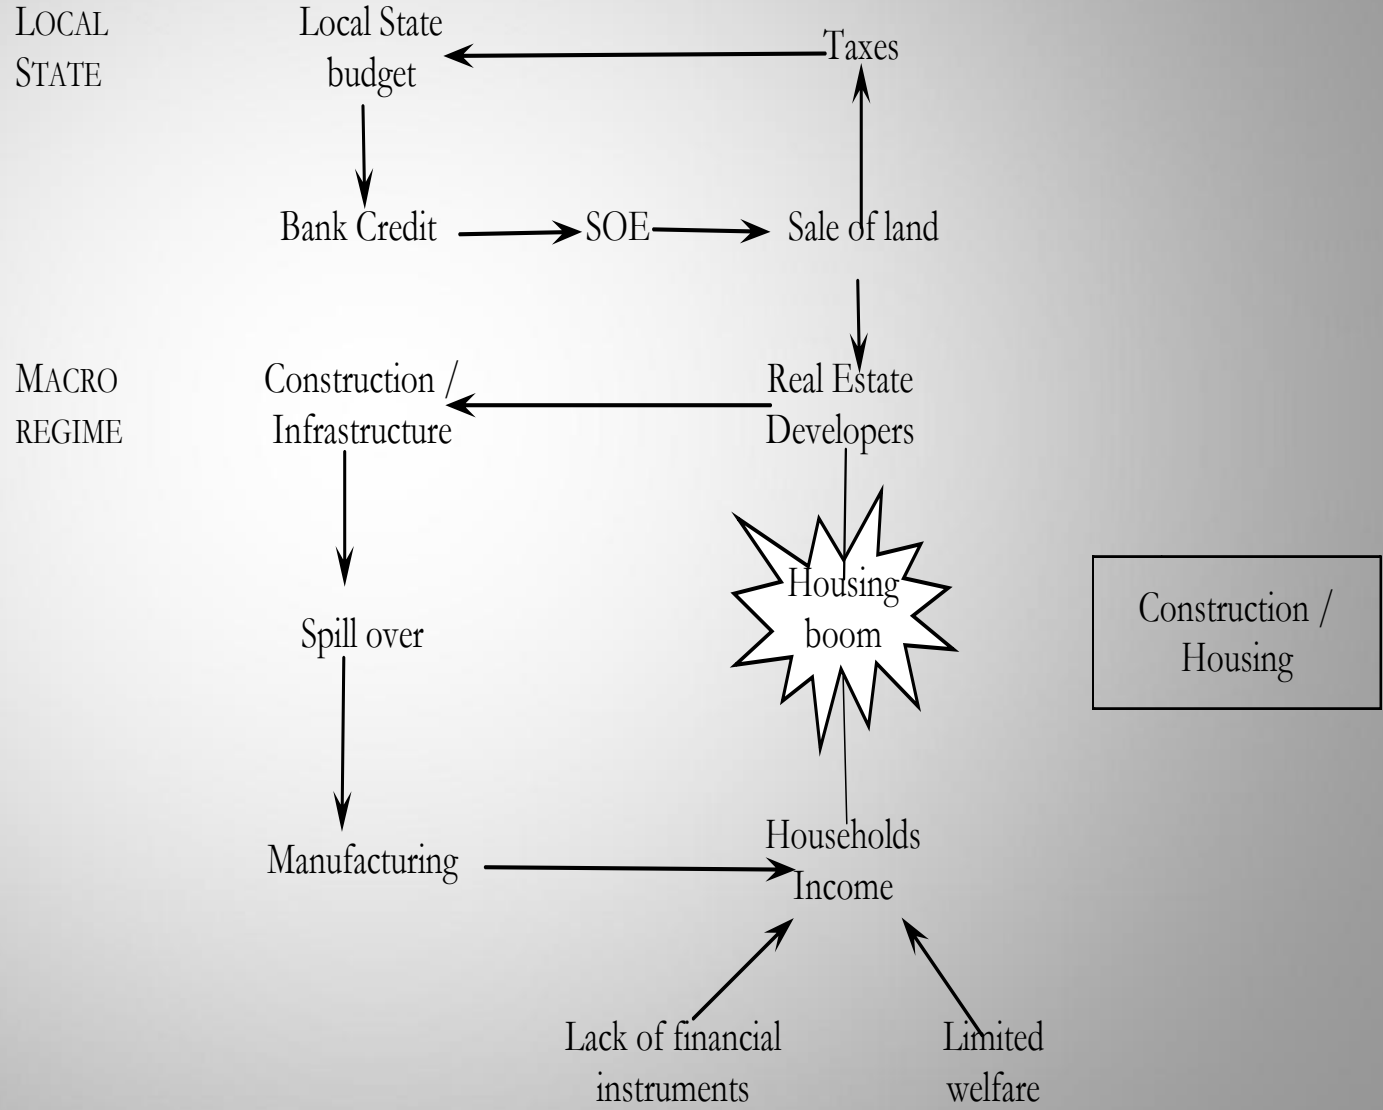 LOCAL
STATE
Local State
budget
Taxes
Bank Credit
SOE
Sale of land
MACRO
REGIME
Construction /
Infrastructure
Real Estate
Developers
Spill over
Housing
boom
Construction /
Housing
Manufacturing
Households
Income
Lack of financial
instruments
Limited
welfare